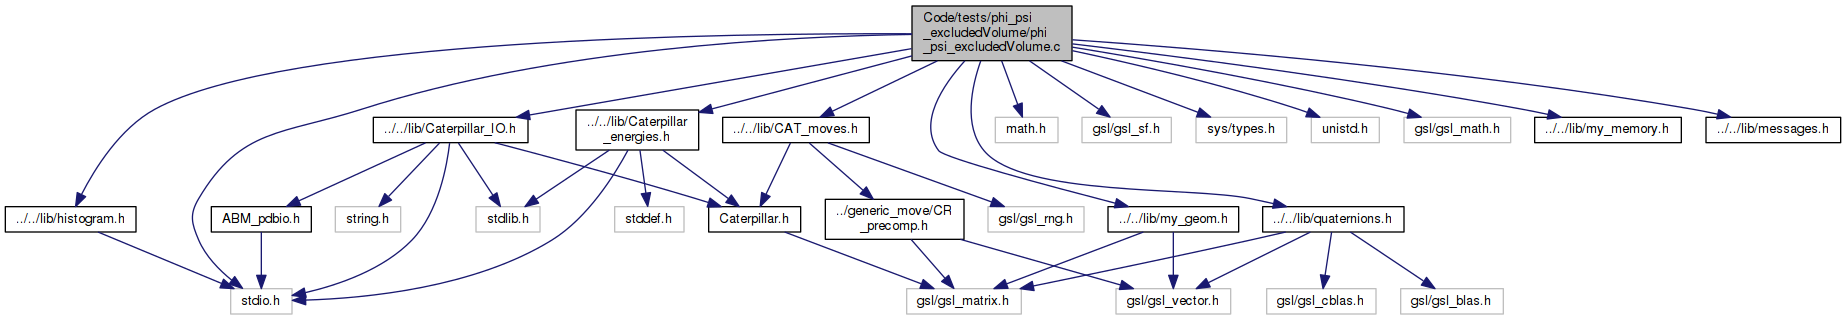 Code/tests/phi_psi
_excludedVolume/phi
_psi_excludedVolume.c
../../lib/Caterpillar_IO.h
../../lib/Caterpillar
_energies.h
../../lib/CAT_moves.h
math.h
gsl/gsl_sf.h
sys/types.h
unistd.h
gsl/gsl_math.h
../../lib/my_memory.h
../../lib/messages.h
../../lib/histogram.h
ABM_pdbio.h
string.h
stdlib.h
stddef.h
Caterpillar.h
../generic_move/CR
_precomp.h
gsl/gsl_rng.h
../../lib/my_geom.h
../../lib/quaternions.h
stdio.h
gsl/gsl_matrix.h
gsl/gsl_vector.h
gsl/gsl_cblas.h
gsl/gsl_blas.h